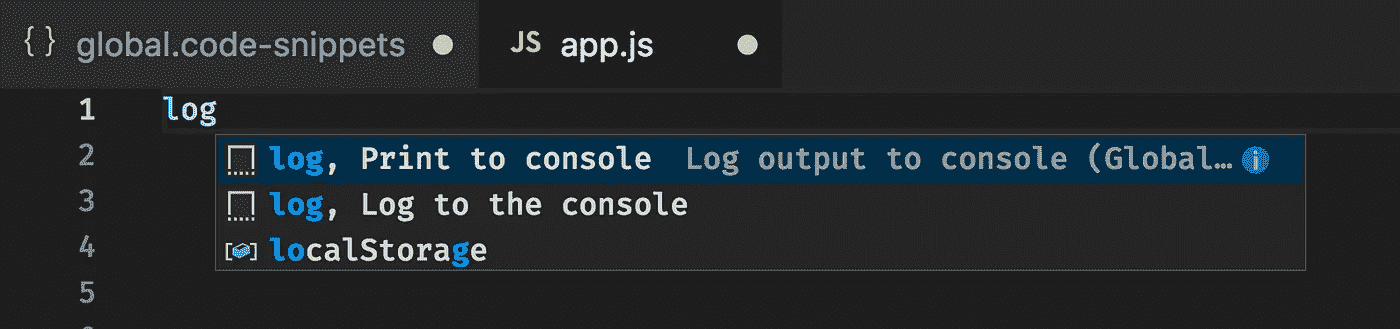 { } global.code-snippets JS app.js
1 log
2 log, Print to console Log output to console (Global…
3 log, Log to the console
4 localStorage
5